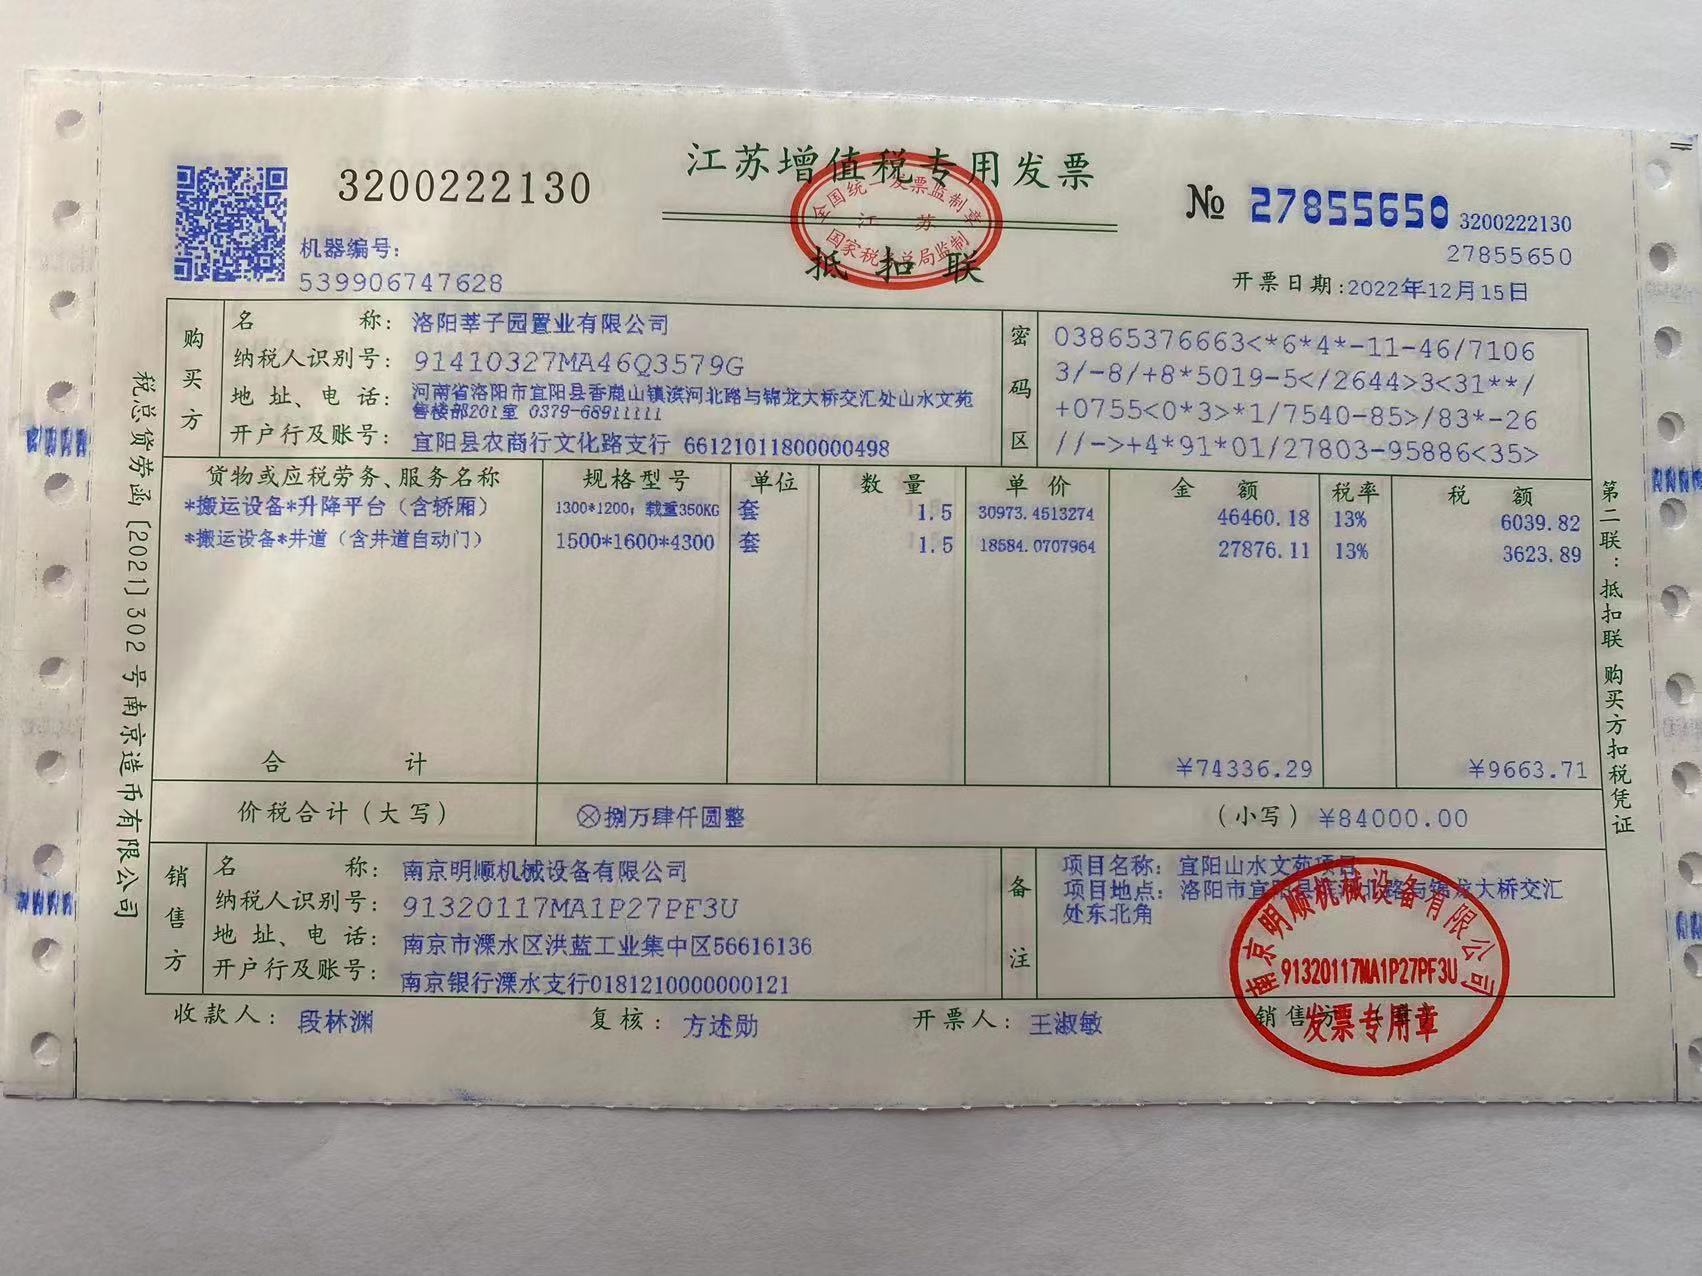 江苏增值税专用发票
3200222130
№ 27855650 3200222130
27855650
全国统一发票监制章
江苏
国家税务总局监制
抵扣联
机器编号:
539906747628
开票日期:2022年12月15日
购买方
名称: 洛阳莘子园置业有限公司
纳税人识别号: 91410327MA46Q3579G
地址、电话: 河南省洛阳市宜阳县香鹿山镇滨河北路与锦龙大桥交汇处山水文苑
售楼部201室 0379-68911111
开户行及账号: 宜阳县农商行文化路支行 661210118000000498
密码区
03865376663<*6*4*-11-46/7106
3/-8/+8*5019-5</2644>3<31**/
+0755<0*3>*1/7540-85>/83*-26
//->+4*91*01/27803-95886<35>
货物或应税劳务、服务名称 规格型号 单位 数量 单价 金额 税率 税额
*搬运设备*升降平台（含轿厢） 1300*1200; 载重350KG 套 1.5 30973.4513274 46460.18 13% 6039.82
*搬运设备*井道（含井道自动门） 1500*1600*4300 套 1.5 18584.0707964 27876.11 13% 3623.89
合计 ¥74336.29 ¥9663.71
价税合计（大写） ⊗捌万肆仟圆整 （小写）¥84000.00
销售方
名称: 南京明顺机械设备有限公司
纳税人识别号: 91320117MA1P27PF3U
地址、电话: 南京市溧水区洪蓝工业集中区56616136
开户行及账号: 南京银行溧水支行0181210000000121
备注
项目名称: 宜阳山水文苑项目
项目地点: 洛阳市宜阳县滨河北路与锦龙大桥交汇
处东北角
南京明顺机械设备有限公司
91320117MA1P27PF3U
发票专用章
收款人: 段林渊 复核: 方述勋 开票人: 王淑敏 销售方:（章）
税总货劳函〔2021〕302号南京造币有限公司
第二联:抵扣联 购买方扣税凭证